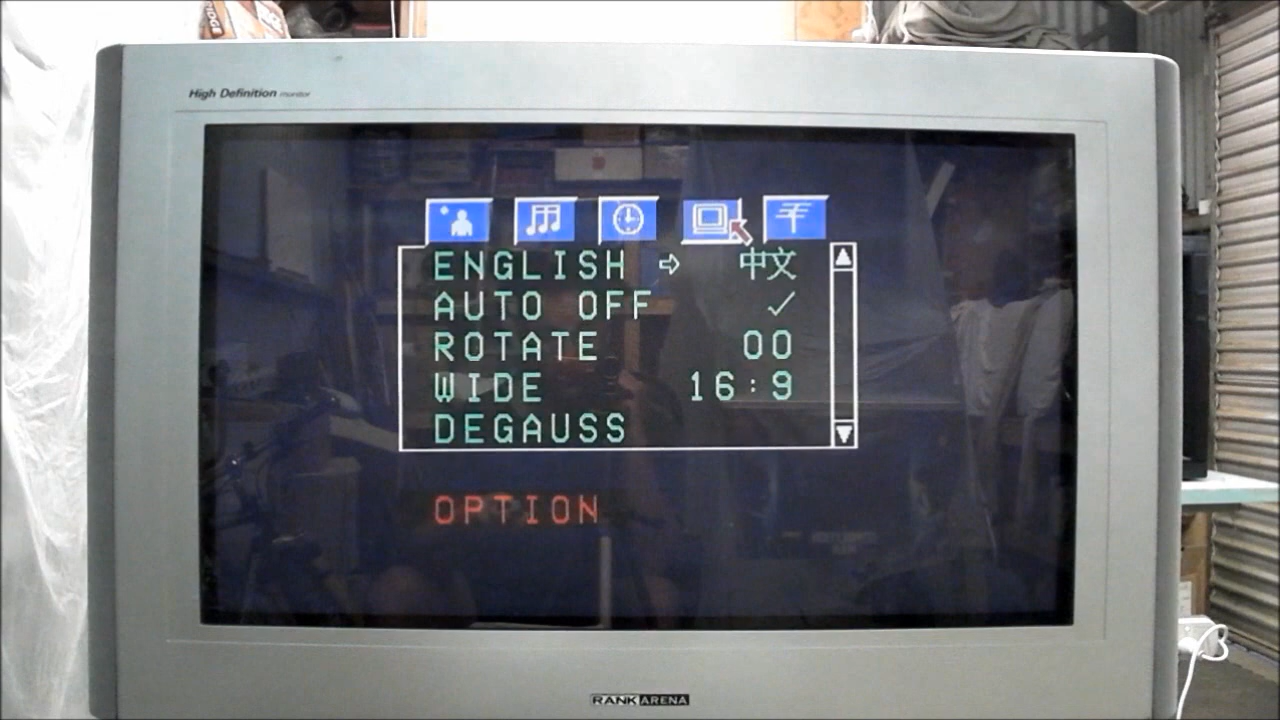 High Definition monitor
ENGLISH ⇨ 中文
AUTO OFF ✓
ROTATE 00
WIDE 16:9
DEGAUSS
OPTION
RANK ARENA